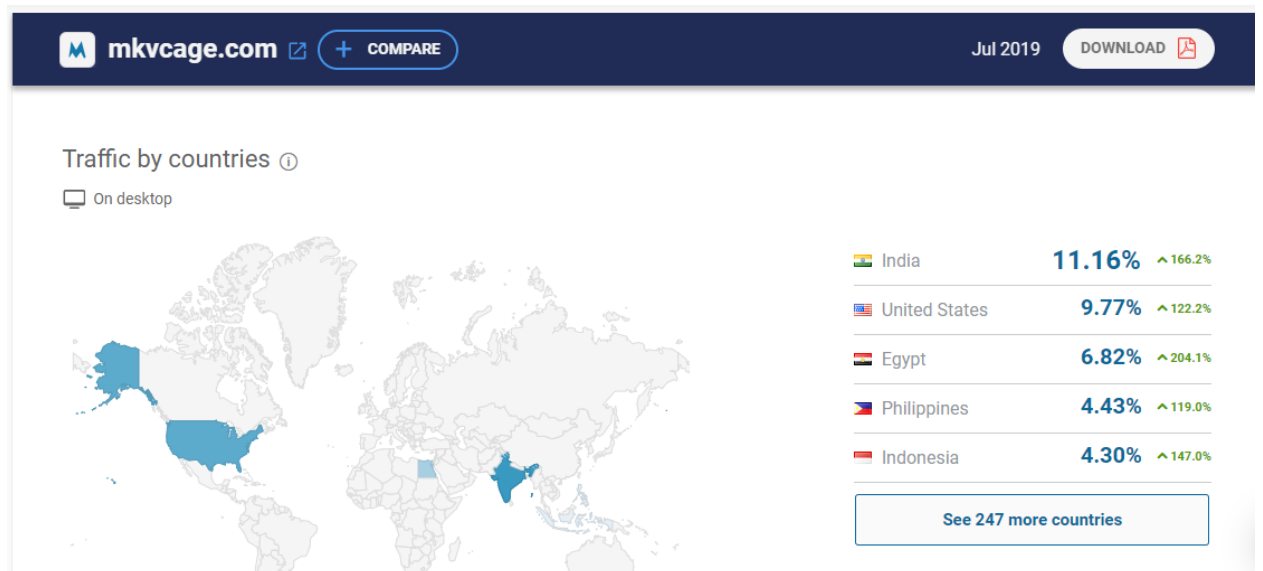 mkvcage.com + COMPARE Jul 2019 DOWNLOAD
Traffic by countries
On desktop
India 11.16% 166.2%
United States 9.77% 122.2%
Egypt 6.82% 204.1%
Philippines 4.43% 119.0%
Indonesia 4.30% 147.0%
See 247 more countries